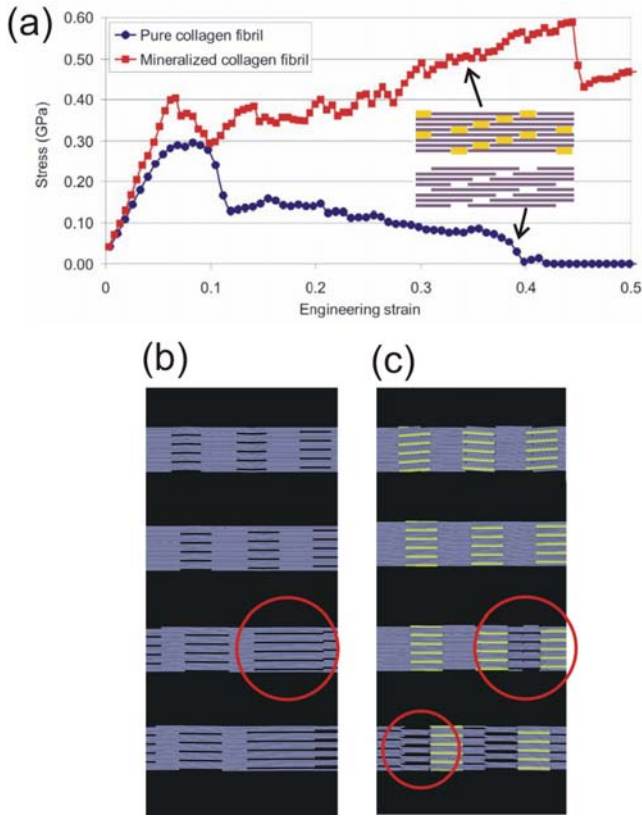 (a)
0.60
0.50
0.40
0.30
0.20
0.10
0.00
Stress (GPa)
Pure collagen fibril
Mineralized collagen fibril
0
0.1
0.2
0.3
0.4
0.5
Engineering strain
(b)
(c)